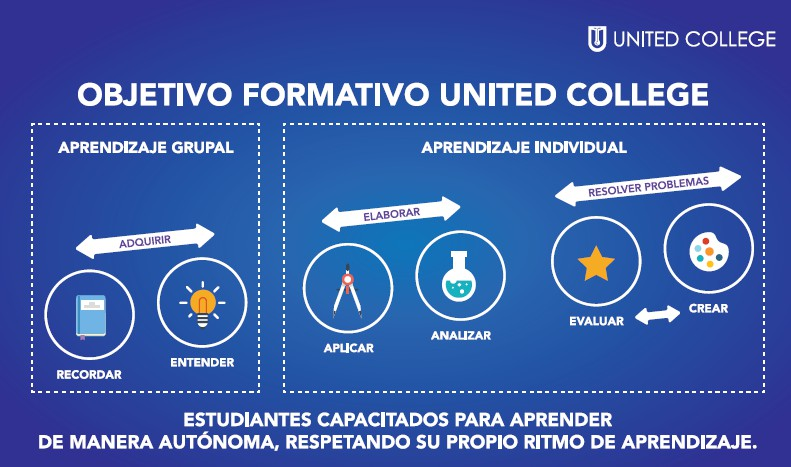 UNITED COLLEGE
OBJETIVO FORMATIVO UNITED COLLEGE
APRENDIZAJE GRUPAL
ADQUIRIR
RECORDAR
ENTENDER
APRENDIZAJE INDIVIDUAL
ELABORAR
APLICAR
ANALIZAR
RESOLVER PROBLEMAS
EVALUAR
CREAR
ESTUDIANTES CAPACITADOS PARA APRENDER
DE MANERA AUTÓNOMA, RESPETANDO SU PROPIO RITMO DE APRENDIZAJE.